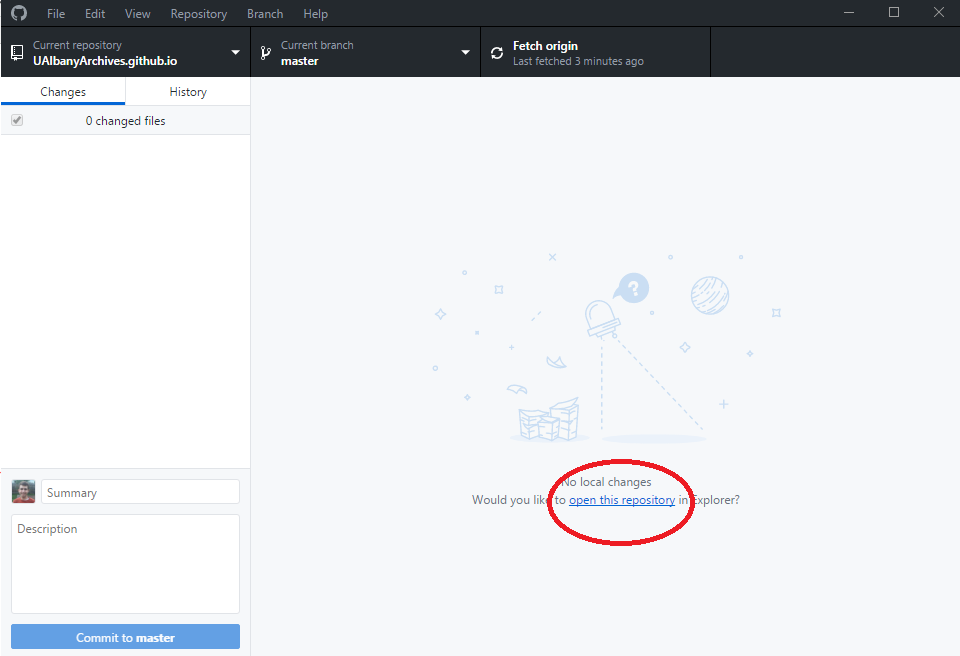 File Edit View Repository Branch Help
Current repository
UAlbanyArchives.github.io
Current branch
master
Fetch origin
Last fetched 3 minutes ago
Changes History
0 changed files
?
No local changes
Would you like to open this repository in Explorer?
Summary
Description
Commit to master